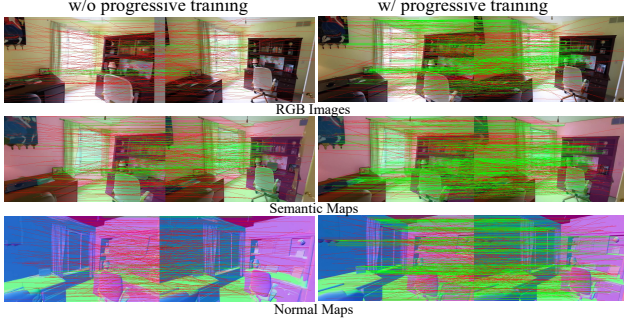 w/o progressive training
w/ progressive training
RGB Images
Semantic Maps
Normal Maps